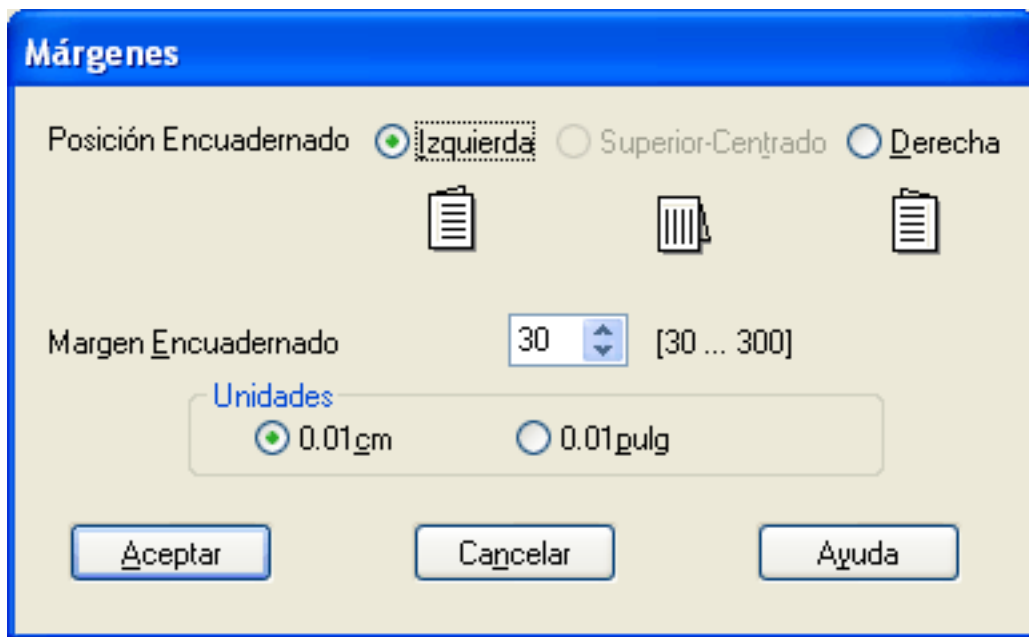 Márgenes
Posición Encuadernado Izquierda Superior-Centrado Derecha
Margen Encuadernado 30 [30 ... 300]
Unidades
0.01cm 0.01pulg
Aceptar Cancelar Ayuda